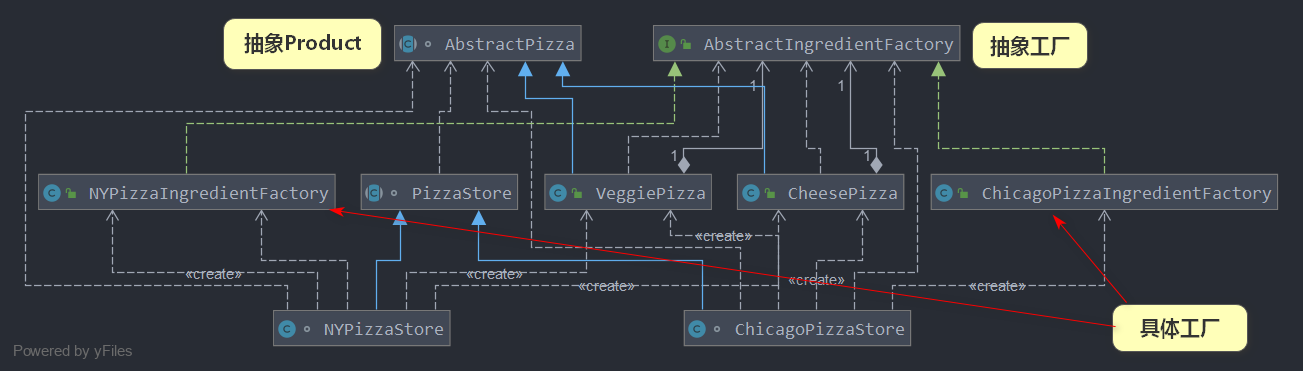 抽象Product
AbstractPizza
AbstractIngredientFactory
抽象工厂
1
1
1
1
NYPizzaIngredientFactory
PizzaStore
VeggiePizza
CheesePizza
ChicagoPizzaIngredientFactory
«create»
«create»
«create»
«create»
«create»
«create»
NYPizzaStore
ChicagoPizzaStore
具体工厂
Powered by yFiles